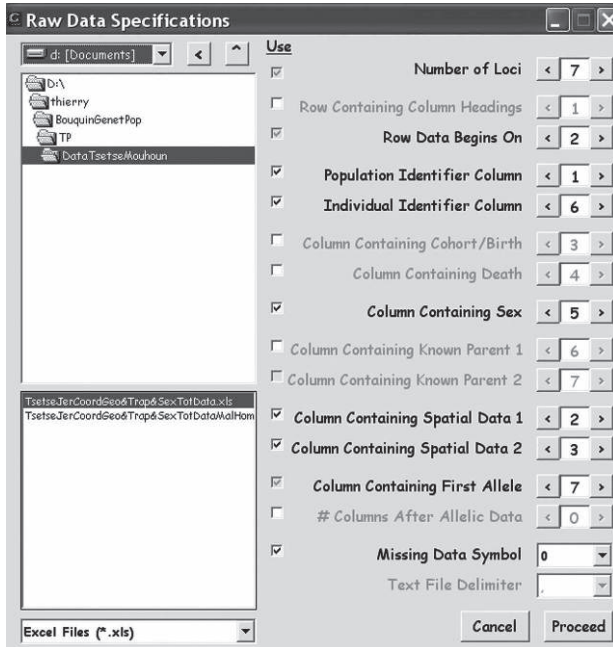 Raw Data Specifications
d: [Documents]
D:\
thierry
BouquinGenetPop
TP
DataTsetseMouhoun
TsetseJerCoordGeo&Trap&SexTotData.xls
TsetseJerCoordGeo&Trap&SexTotDataMalHom
Excel Files (*.xls)
Use
Number of Loci < 7 >
Row Containing Column Headings < 1 >
Row Data Begins On < 2 >
Population Identifier Column < 1 >
Individual Identifier Column < 6 >
Column Containing Cohort/Birth < 3 >
Column Containing Death < 4 >
Column Containing Sex < 5 >
Column Containing Known Parent 1 < 6 >
Column Containing Known Parent 2 < 7 >
Column Containing Spatial Data 1 < 2 >
Column Containing Spatial Data 2 < 3 >
Column Containing First Allele < 7 >
# Columns After Allelic Data < 0 >
Missing Data Symbol 0
Text File Delimiter ,
Cancel Proceed